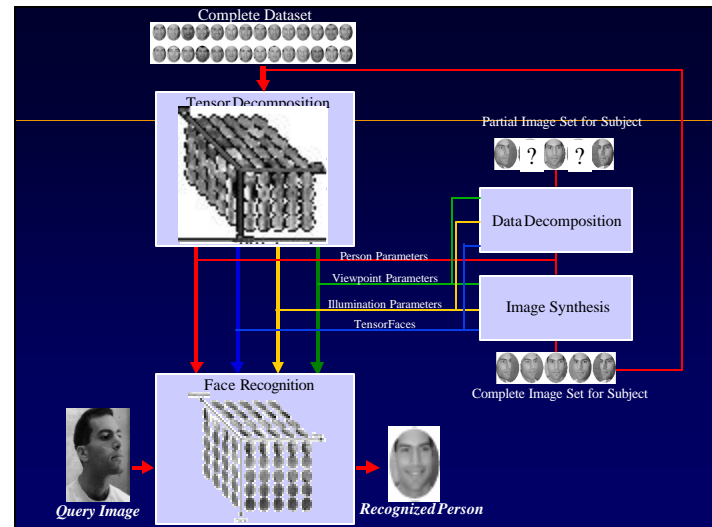 Complete Dataset
Tensor Decomposition
Partial Image Set for Subject
? ?
Data Decomposition
Person Parameters
Viewpoint Parameters
Illumination Parameters
Image Synthesis
TensorFaces
Face Recognition
Complete Image Set for Subject
Query Image
Recognized Person